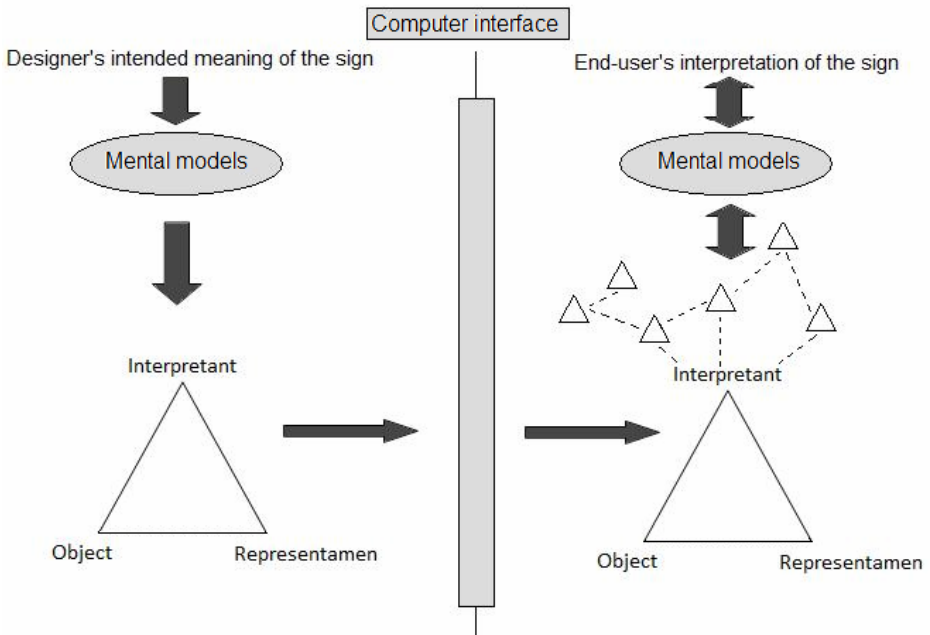 Computer interface
Designer's intended meaning of the sign
End-user's interpretation of the sign
Mental models
Mental models
Interpretant
Interpretant
Object
Representamen
Object
Representamen